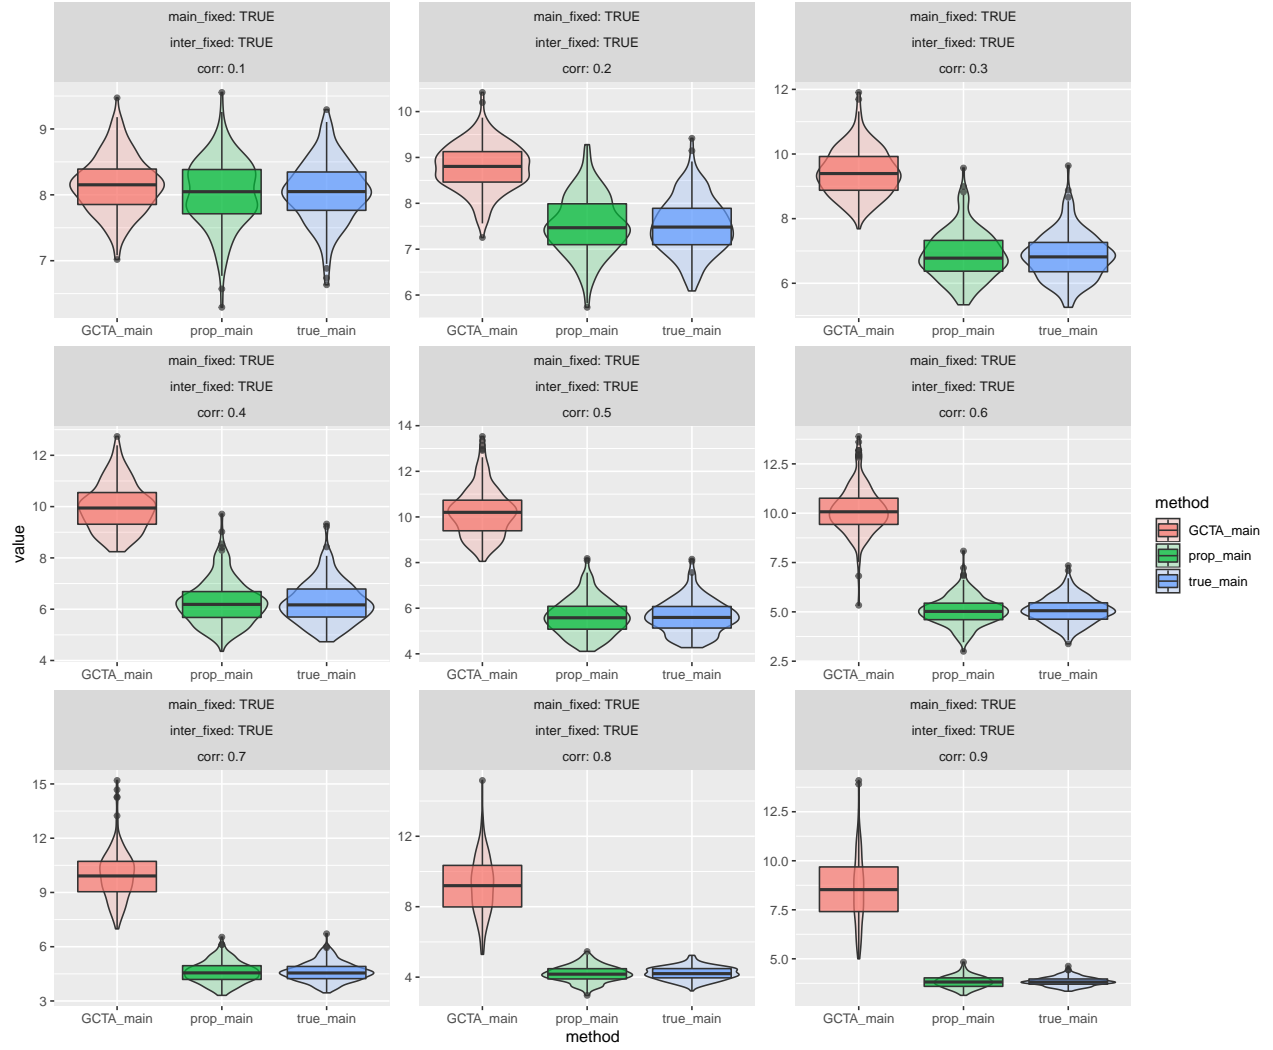 main_fixed: TRUE
inter_fixed: TRUE
corr: 0.1
9
8
7
GCTA_main prop_main true_main
main_fixed: TRUE
inter_fixed: TRUE
corr: 0.2
10
9
8
7
6
GCTA_main prop_main true_main
main_fixed: TRUE
inter_fixed: TRUE
corr: 0.3
12
10
8
6
GCTA_main prop_main true_main
value
main_fixed: TRUE
inter_fixed: TRUE
corr: 0.4
12
10
8
6
4
GCTA_main prop_main true_main
main_fixed: TRUE
inter_fixed: TRUE
corr: 0.5
14
12
10
8
6
4
GCTA_main prop_main true_main
main_fixed: TRUE
inter_fixed: TRUE
corr: 0.6
12.5
10.0
7.5
5.0
2.5
GCTA_main prop_main true_main
main_fixed: TRUE
inter_fixed: TRUE
corr: 0.7
15
12
9
6
3
GCTA_main prop_main true_main
main_fixed: TRUE
inter_fixed: TRUE
corr: 0.8
12
8
4
GCTA_main prop_main true_main
main_fixed: TRUE
inter_fixed: TRUE
corr: 0.9
12.5
10.0
7.5
5.0
GCTA_main prop_main true_main
method
method
GCTA_main
prop_main
true_main